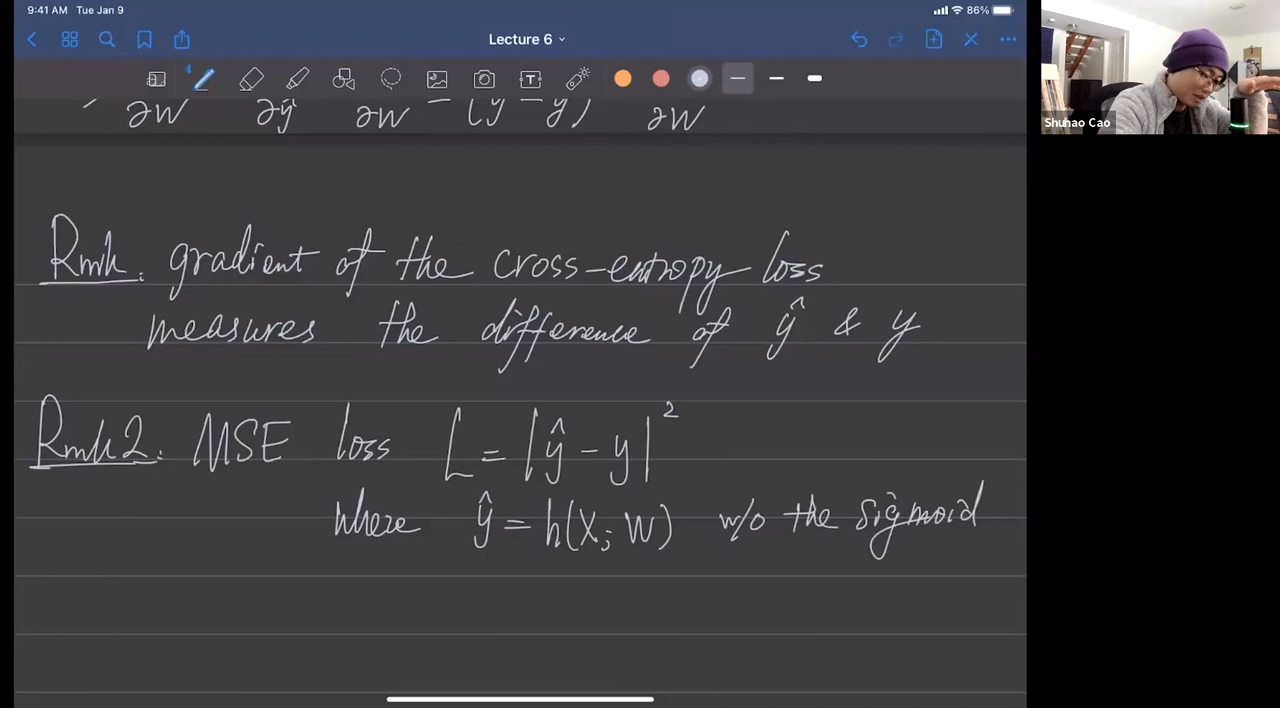 9:41 AM Tue Jan 9
86%
Lecture 6
Shuhao Cao
∂W ∂ŷ ∂W = (ŷ - y) ∂W
Rmk. gradient of the cross-entropy loss
measures the difference of ŷ & y
Rmk2. MSE loss L = |ŷ - y|²
where ŷ = h(X; W) w/o the sigmoid